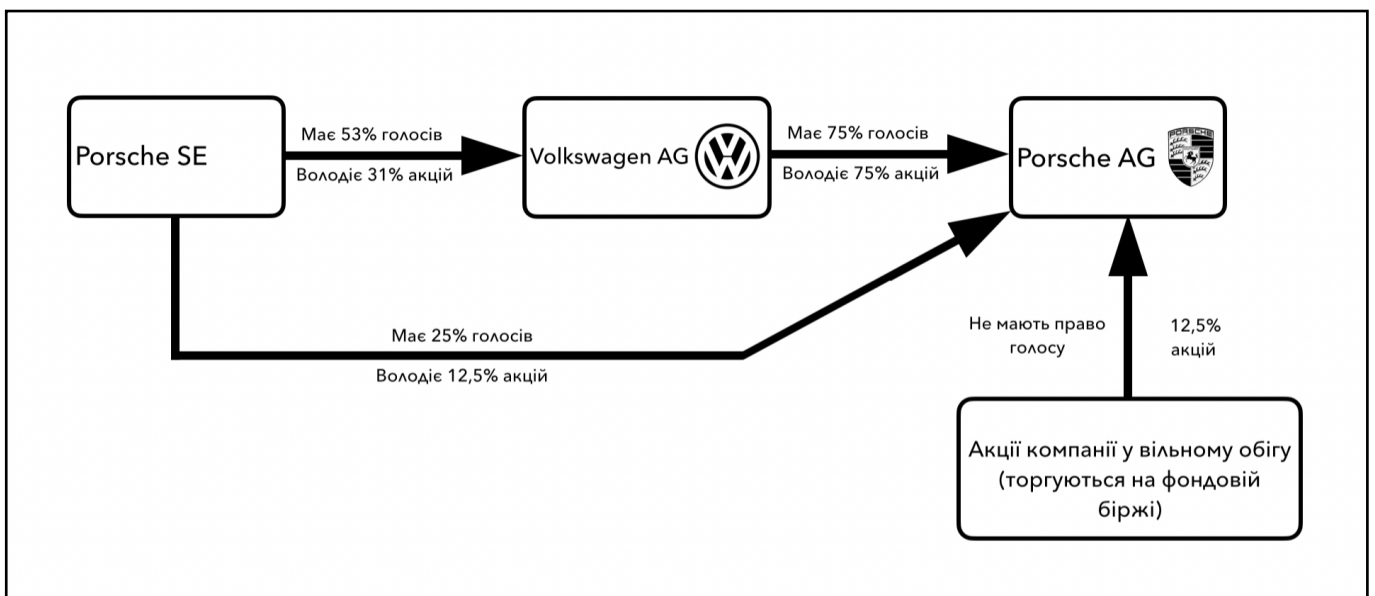 Porsche SE
Має 53% голосів
Володіє 31% акцій
Volkswagen AG
Має 75% голосів
Володіє 75% акцій
Porsche AG
PORSCHE
Має 25% голосів
Володіє 12,5% акцій
Не мають право
голосу
12,5%
акцій
Акції компанії у вільному обігу
(торгуються на фондовій
біржі)